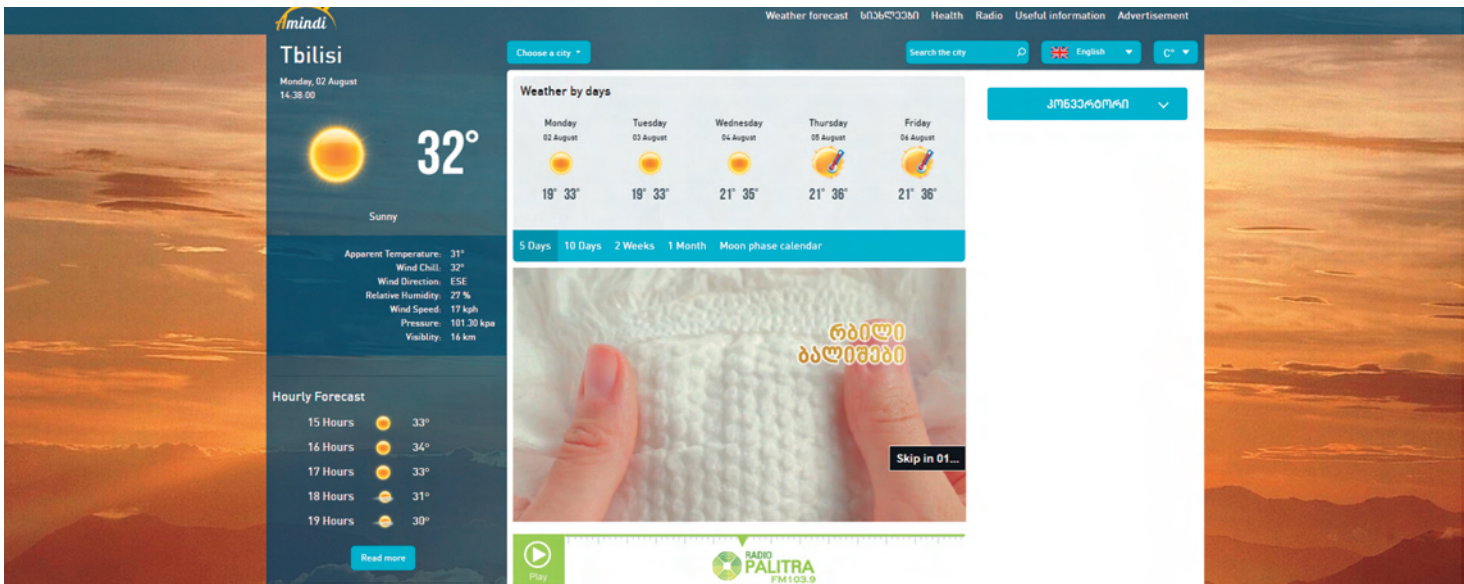 Amindi
Weather forecast სიახლეები Health Radio Useful information Advertisement
Tbilisi
Choose a city
Search the city
English
C°
Monday, 02 August
14:38:00
32°
Sunny
Apparent Temperature: 31°
Wind Chill: 32°
Wind Direction: ESE
Relative Humidity: 27 %
Wind Speed: 17 kph
Pressure: 101.30 kpa
Visiblity: 16 km
Hourly Forecast
15 Hours 33°
16 Hours 34°
17 Hours 33°
18 Hours 31°
19 Hours 30°
Read more
Weather by days
Monday Tuesday Wednesday Thursday Friday
02 August 03 August 04 August 05 August 06 August
19° 33° 19° 33° 21° 35° 21° 36° 21° 36°
5 Days 10 Days 2 Weeks 1 Month Moon phase calendar
რბილი
ბალიშები
Skip in 01...
Play
RADIO
PALITRA
FM103.9
კონვერტორი